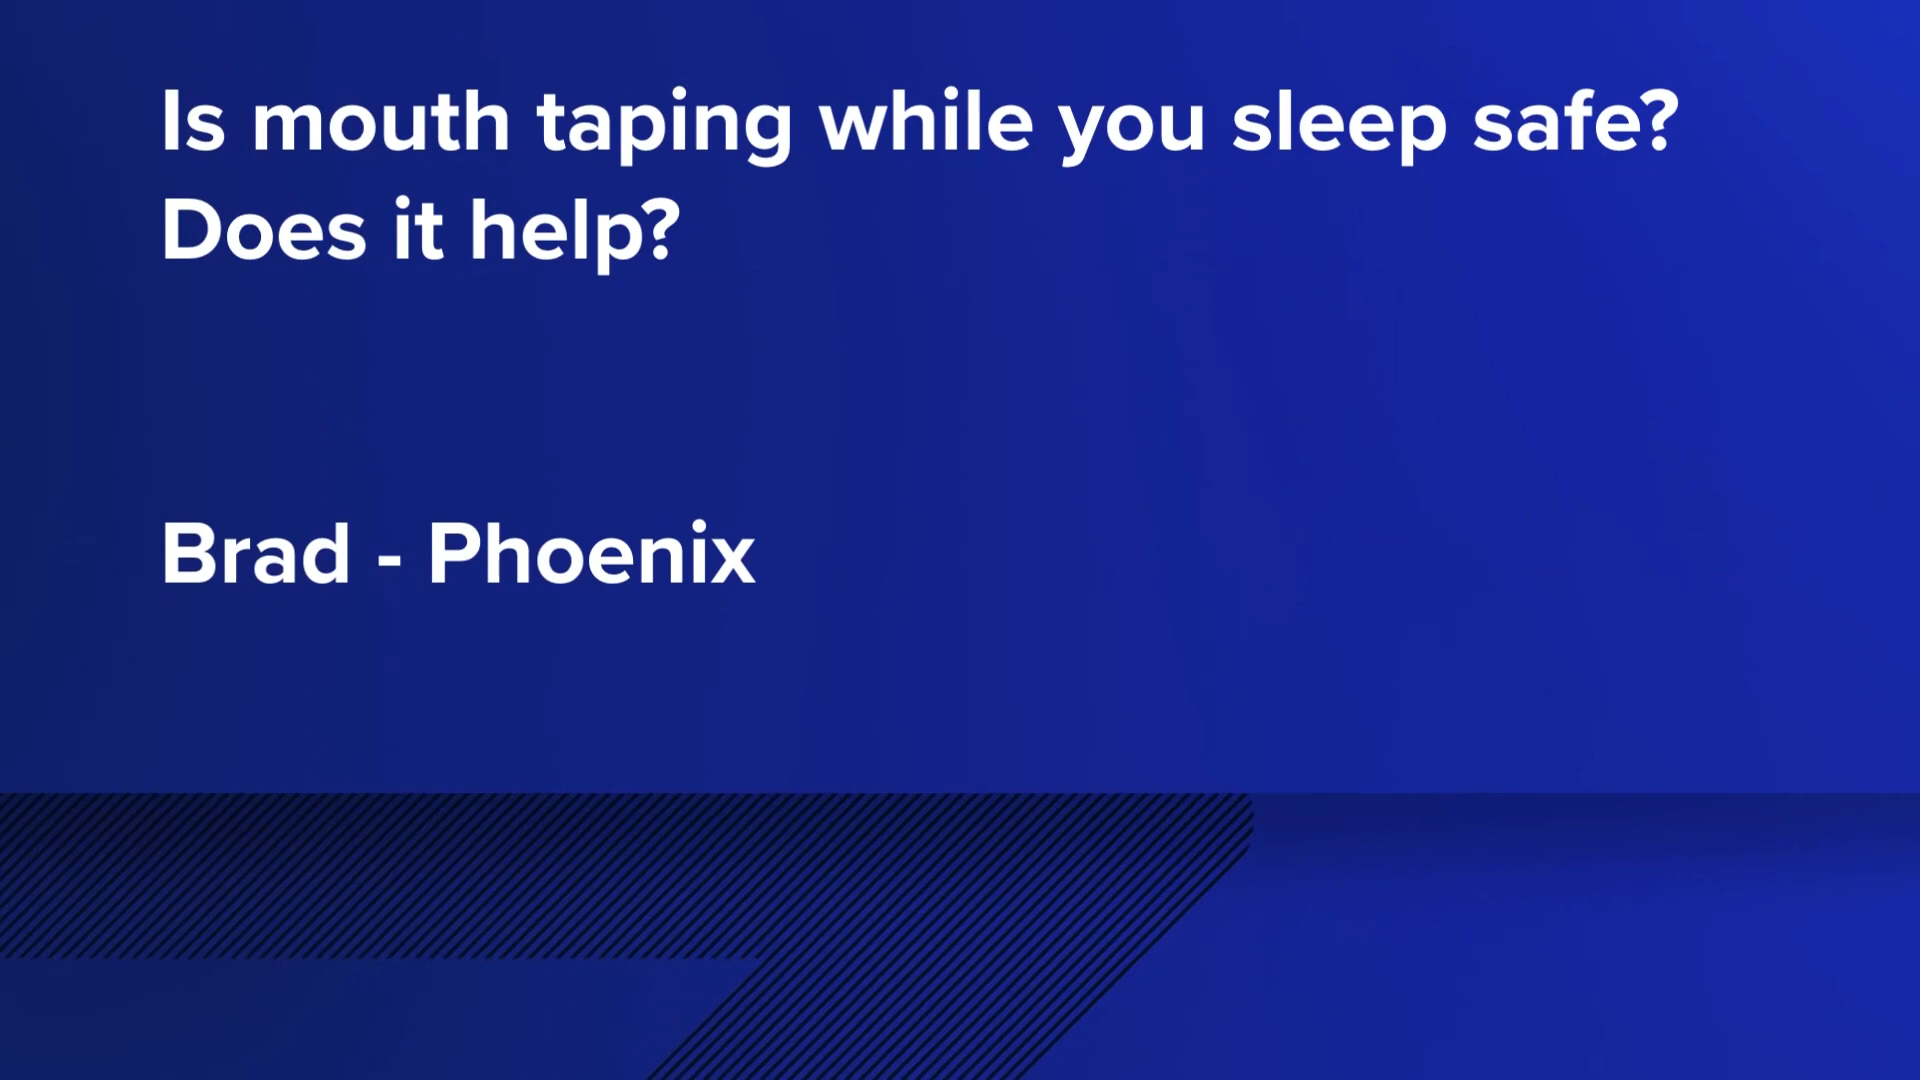 Is mouth taping while you sleep safe?
Does it help?
Brad - Phoenix